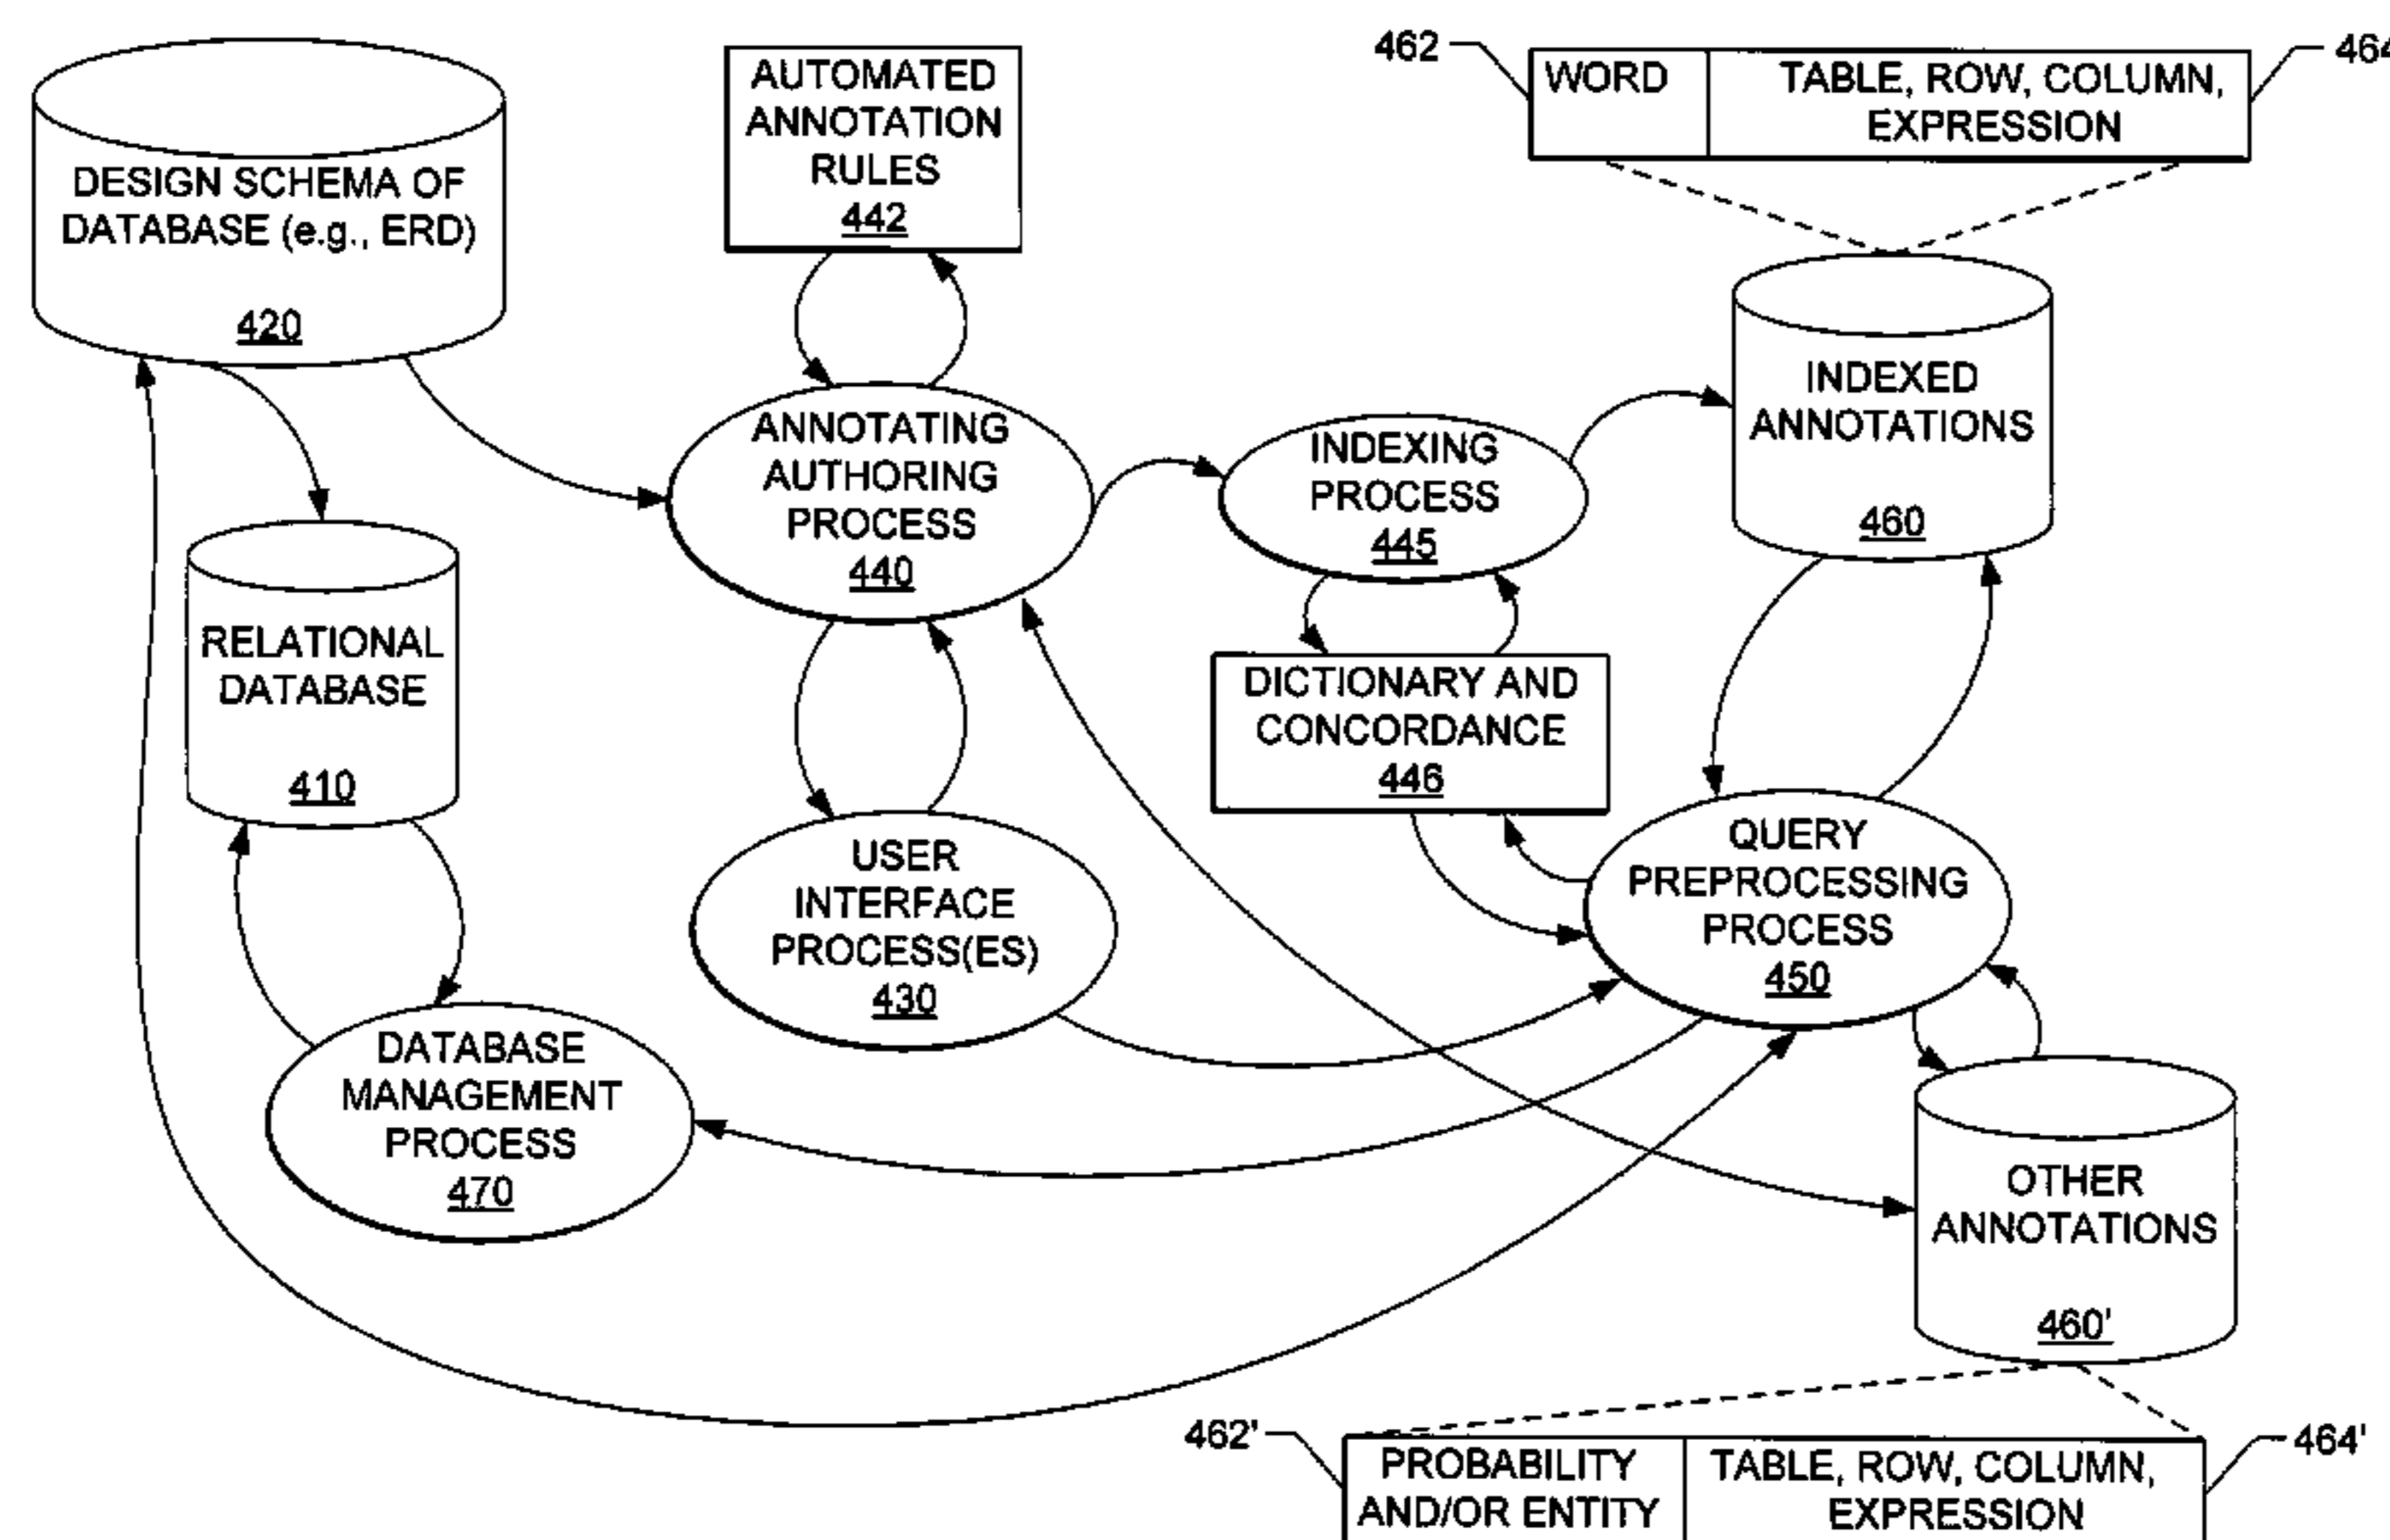 DESIGN SCHEMA OF
DATABASE (e.g., ERD)
420
AUTOMATED
ANNOTATION
RULES
442
462
WORD
TABLE, ROW, COLUMN,
EXPRESSION
464
ANNOTATING
AUTHORING
PROCESS
440
INDEXING
PROCESS
445
INDEXED
ANNOTATIONS
460
RELATIONAL
DATABASE
410
DICTIONARY AND
CONCORDANCE
446
USER
INTERFACE
PROCESS(ES)
430
QUERY
PREPROCESSING
PROCESS
450
DATABASE
MANAGEMENT
PROCESS
470
OTHER
ANNOTATIONS
460'
462'
PROBABILITY
AND/OR ENTITY
TABLE, ROW, COLUMN,
EXPRESSION
464'